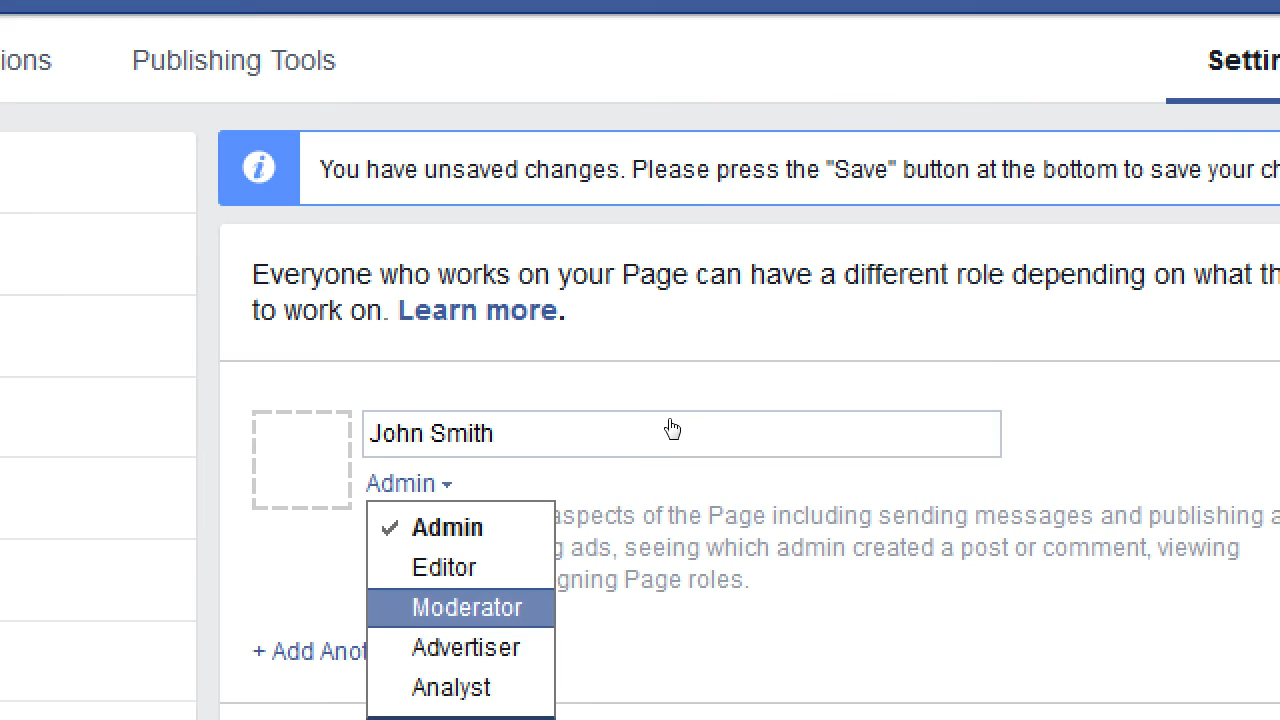 ions Publishing Tools Settin
You have unsaved changes. Please press the "Save" button at the bottom to save your ch
Everyone who works on your Page can have a different role depending on what th
to work on. Learn more.
John Smith
Admin
Admin
aspects of the Page including sending messages and publishing a
g ads, seeing which admin created a post or comment, viewing
Editor
gning Page roles.
Moderator
Advertiser
+ Add Anot
Analyst